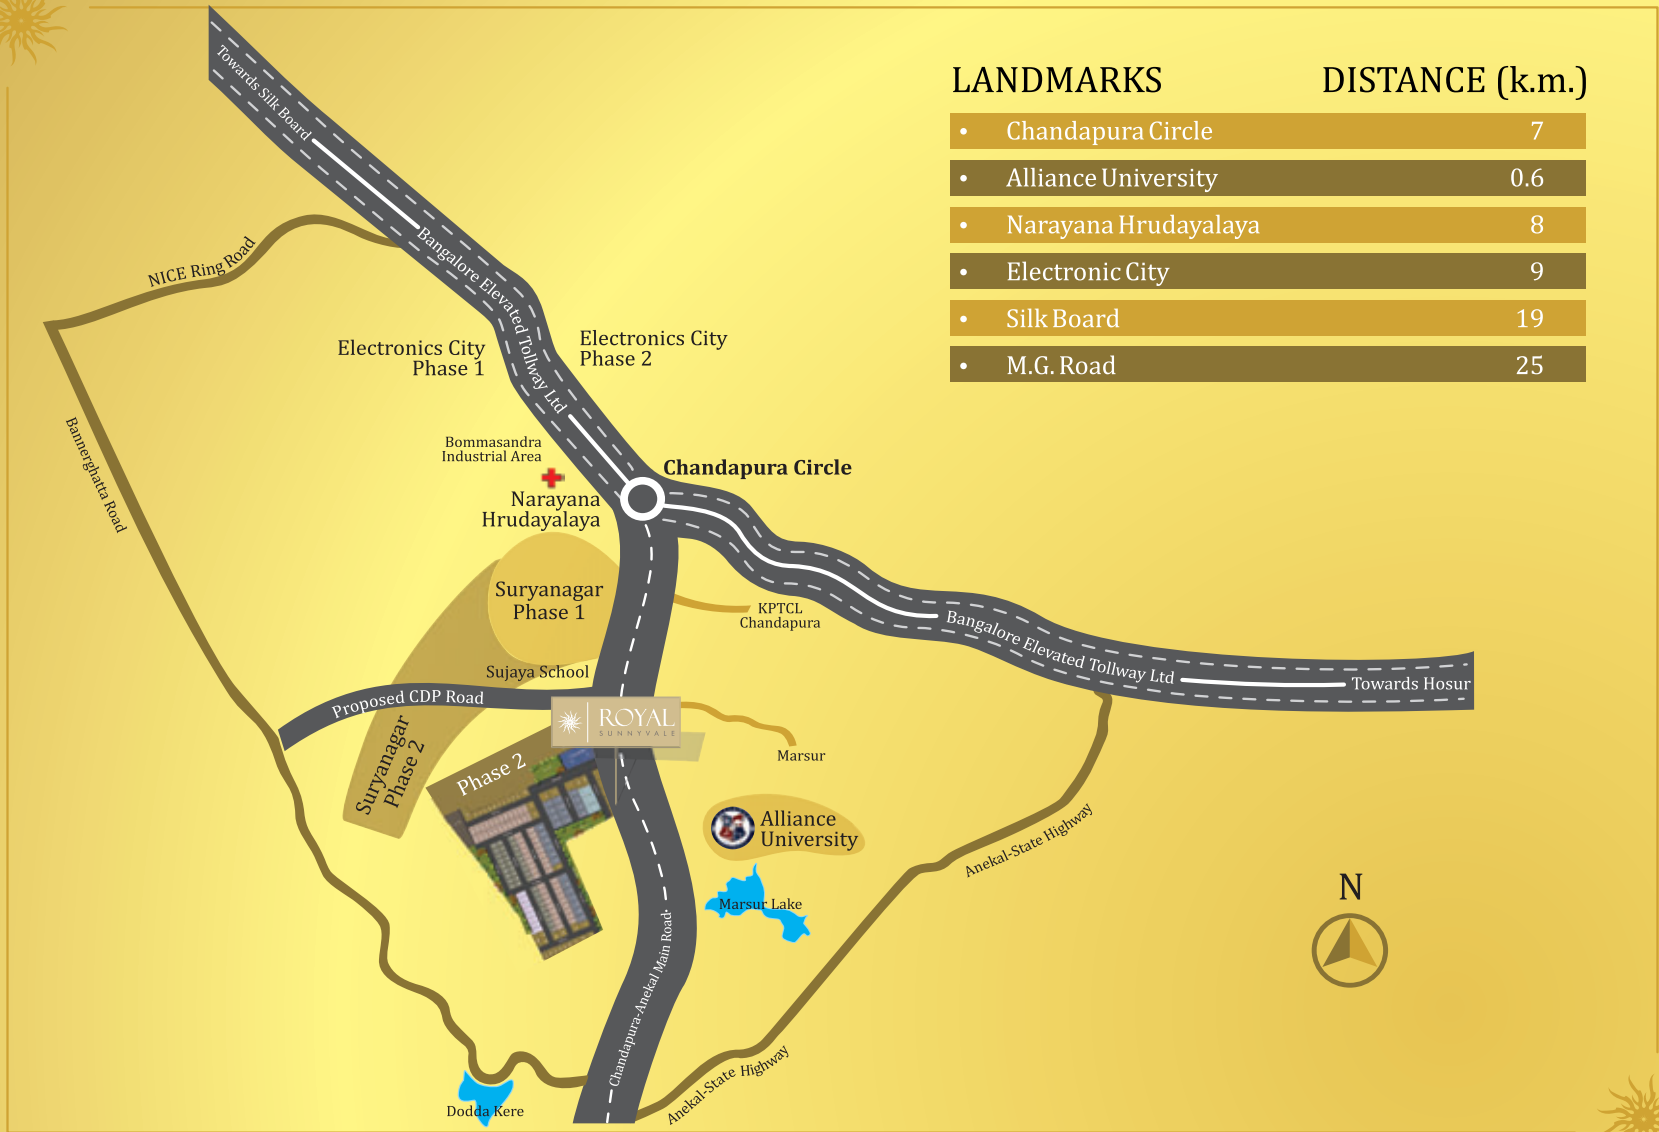 LANDMARKS DISTANCE (k.m.)
• Chandapura Circle 7
• Alliance University 0.6
• Narayana Hrudayalaya 8
• Electronic City 9
• Silk Board 19
• M.G. Road 25
Towards Silk Board
Bangalore Elevated Tollway Ltd
NICE Ring Road
Electronics City
Phase 1
Electronics City
Phase 2
Bannerghatta Road
Bommasandra
Industrial Area
Chandapura Circle
Narayana
Hrudayalaya
Suryanagar
Phase 1
KPTCL
Chandapura
Bangalore Elevated Tollway Ltd
Towards Hosur
Sujaya School
Proposed CDP Road
ROYAL
SUNNYVALE
Suryanagar
Phase 2
Phase 2
Marsur
Alliance
University
Marsur Lake
Anekal-State Highway
N
Chandapura-Anekal Main Road
Anekal-State Highway
Dodda Kere